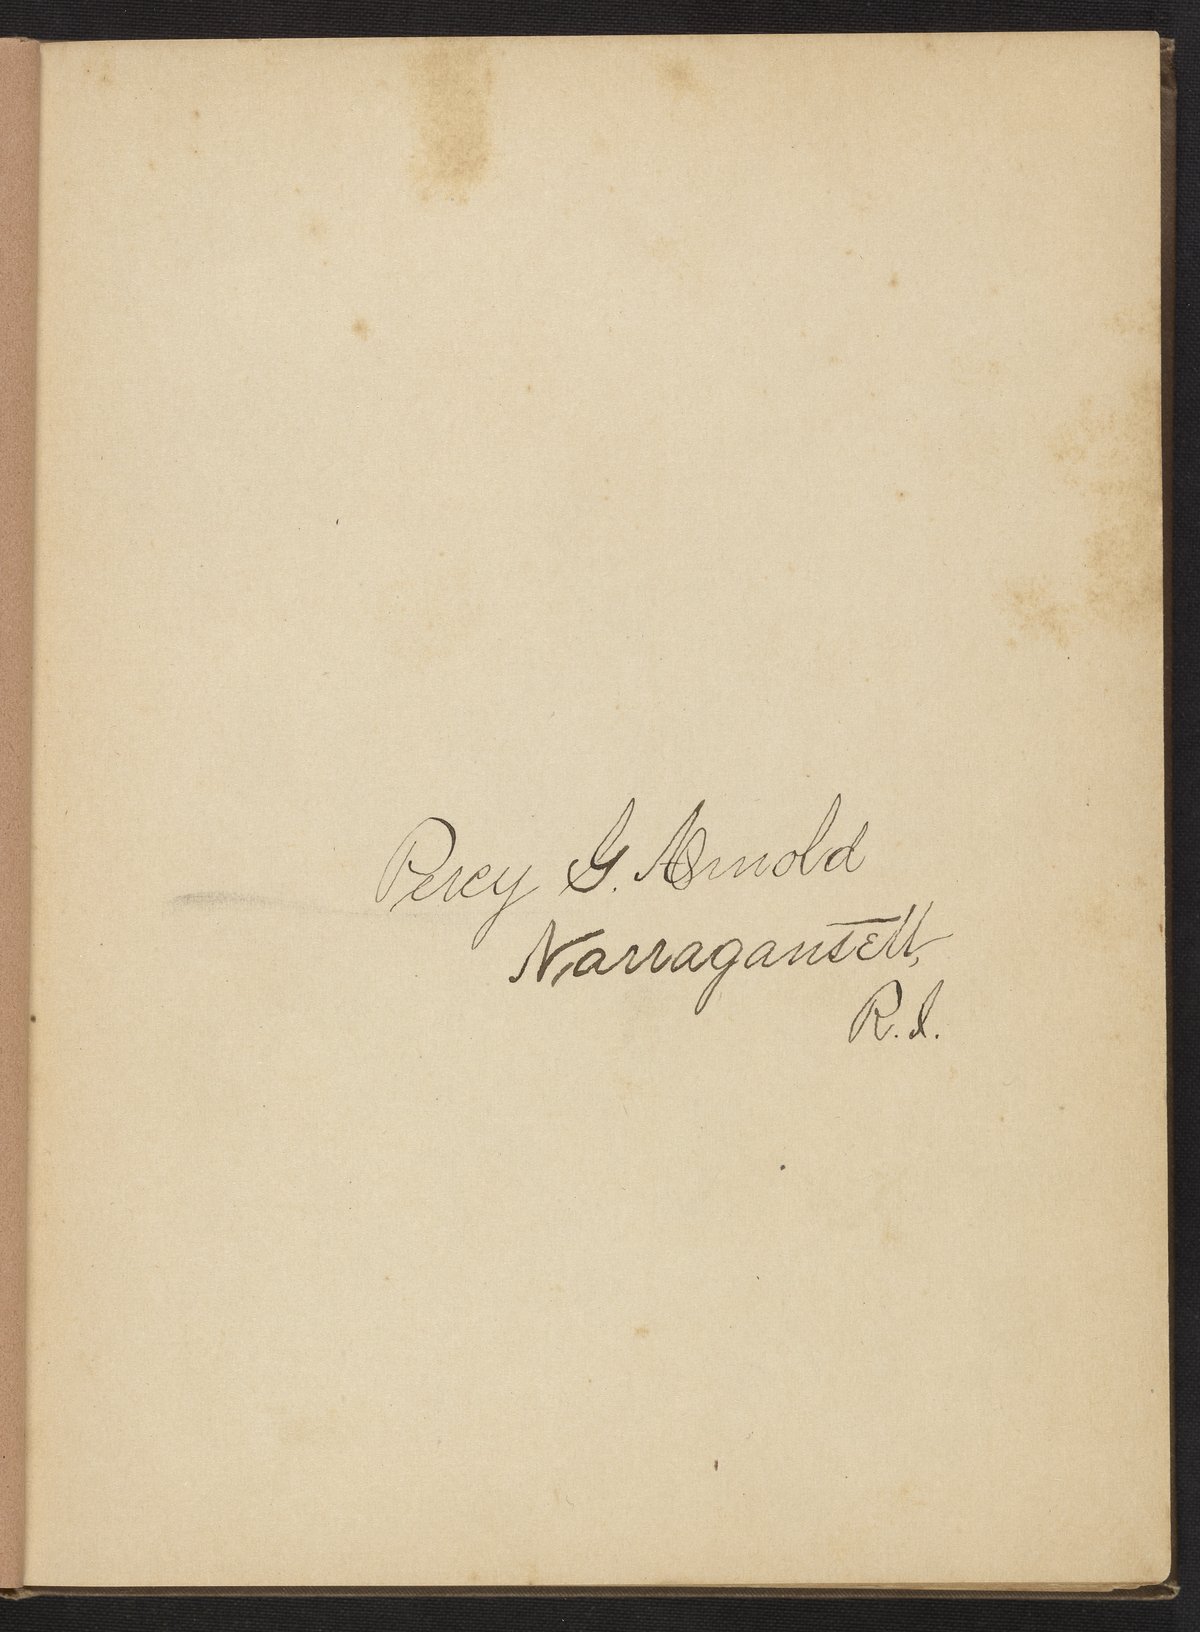 Percy G. Arnold
Narragansett,
R.I.